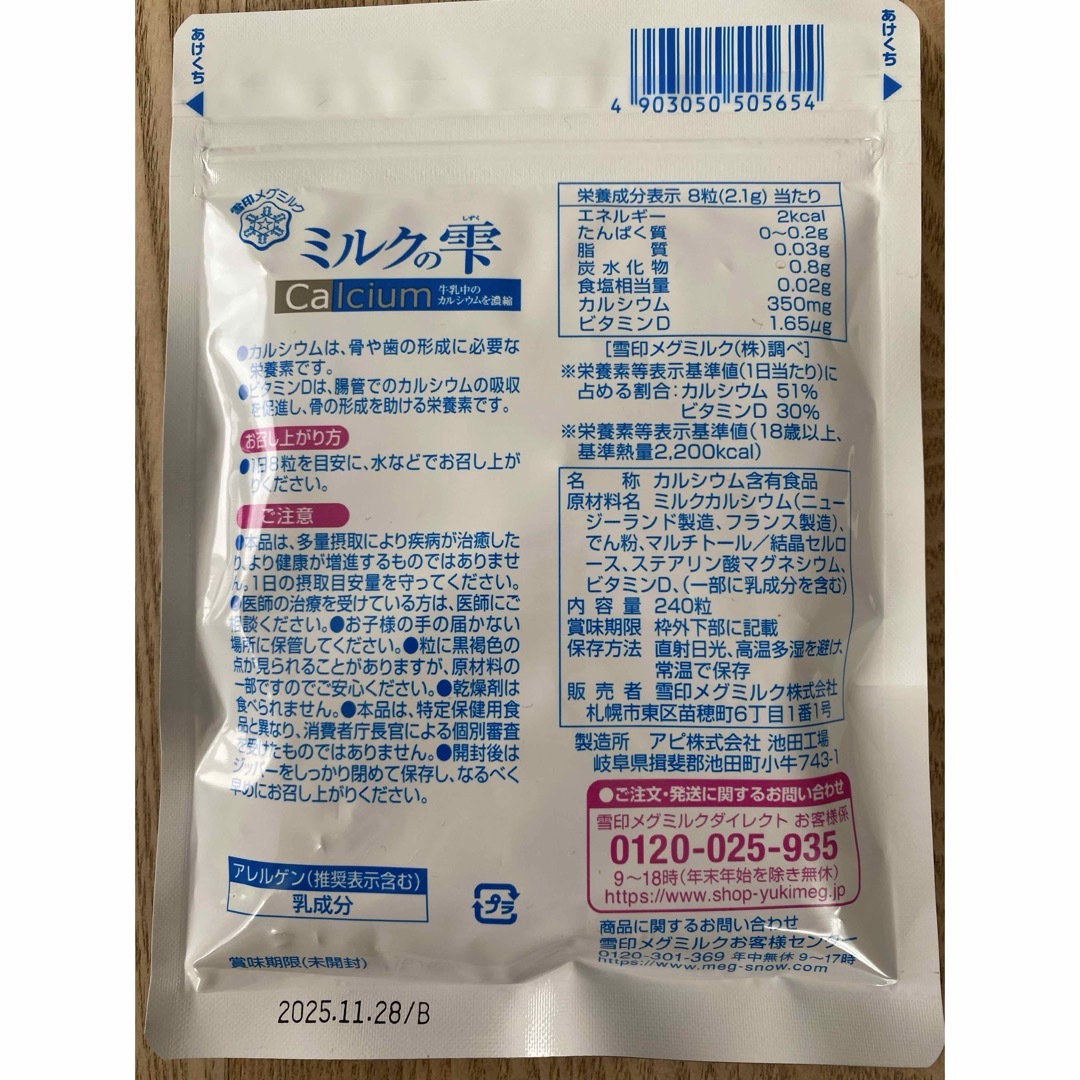 あけくち
あけくち
4 903050 505654
雪印メグミルク
しずく
ミルクの雫
Calcium 牛乳中の
カルシウムを濃縮
●カルシウムは、骨や歯の形成に必要な
栄養素です。
●ビタミンDは、腸管でのカルシウムの吸収
を促進し、骨の形成を助ける栄養素です。
お召し上がり方
●1日8粒を目安に、水などでお召し上が
りください。
ご注意
●本品は、多量摂取により疾病が治癒した
り、より健康が増進するものではありませ
ん。1日の摂取目安量を守ってください。
●医師の治療を受けている方は、医師にご
相談ください。●お子様の手の届かない
場所に保管してください。●粒に黒褐色の
点が見られることがありますが、原材料の
一部ですのでご安心ください。●乾燥剤は
食べられません。●本品は、特定保健用食
品と異なり、消費者庁長官による個別審査
を受けたものではありません。●開封後は
ジッパーをしっかり閉めて保存し、なるべく
早めにお召し上がりください。
アレルゲン(推奨表示含む)
乳成分
プラ
賞味期限(未開封)
2025.11.28/B
栄養成分表示 8粒(2.1g) 当たり
エネルギー 2kcal
たんぱく質 0〜0.2g
脂質 0.03g
炭水化物 0.8g
食塩相当量 0.02g
カルシウム 350mg
ビタミンD 1.65μg
[雪印メグミルク(株)調べ]
※栄養素等表示基準値(1日当たり)に
占める割合:カルシウム 51%
ビタミンD 30%
※栄養素等表示基準値(18歳以上、
基準熱量2,200kcal)
名称 カルシウム含有食品
原材料名 ミルクカルシウム(ニュー
ジーランド製造、フランス製造)、
でん粉、マルチトール/結晶セルロ
ース、ステアリン酸マグネシウム、
ビタミンD、(一部に乳成分を含む)
内容量 240粒
賞味期限 枠外下部に記載
保存方法 直射日光、高温多湿を避け、
常温で保存
販売者 雪印メグミルク株式会社
札幌市東区苗穂町6丁目1番1号
製造所 アピ株式会社 池田工場
岐阜県揖斐郡池田町小牛743-1
●ご注文・発送に関するお問い合わせ
雪印メグミルクダイレクト お客様係
0120-025-935
9〜18時(年末年始を除き無休)
https://www.shop-yukimeg.jp
商品に関するお問い合わせ
雪印メグミルクお客様センター
0120-301-369 年中無休 9〜17時
https://www.meg-snow.com